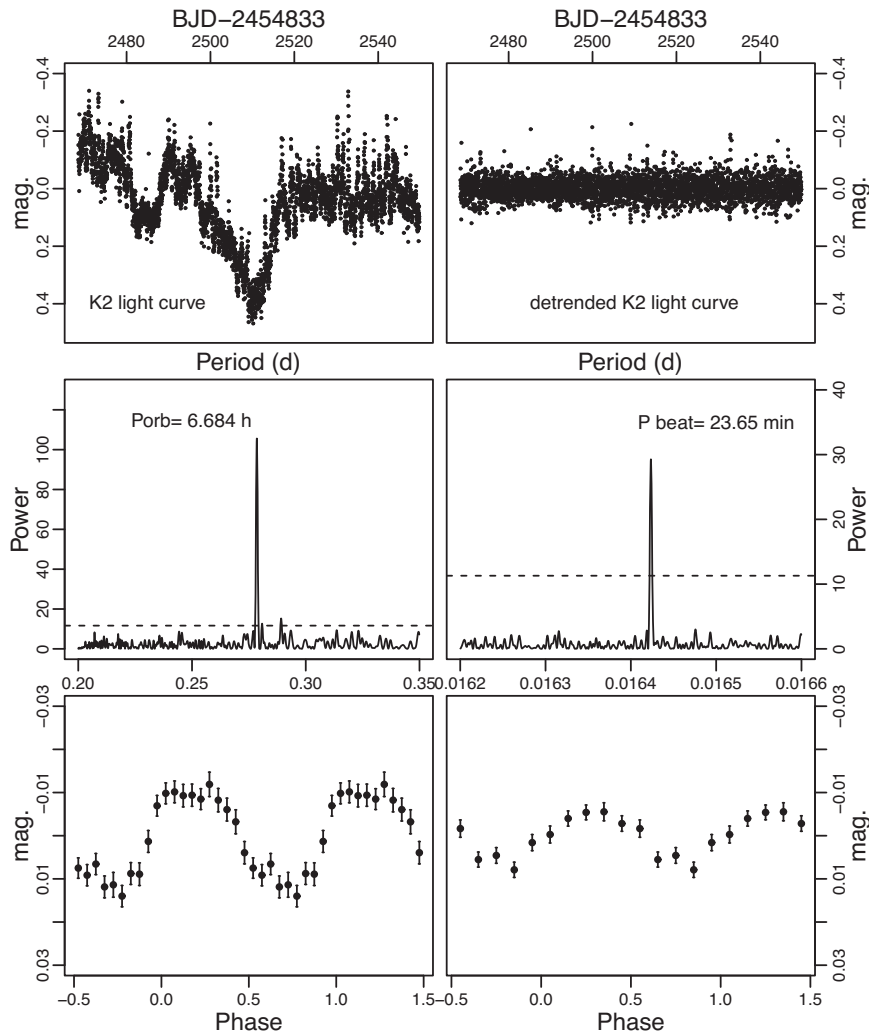 BJD-2454833
BJD-2454833
2480 2500 2520 2540
2480 2500 2520 2540
mag.
-0.4 -0.2 0.0 0.2 0.4
K2 light curve
detrended K2 light curve
-0.4 -0.2 0.0 0.2 0.4
mag.
Period (d)
Period (d)
Power
0 20 40 60 80 100
Porb= 6.684 h
P beat= 23.65 min
0 10 20 30 40
Power
0.20 0.25 0.30 0.35
0.0162 0.0163 0.0164 0.0165 0.0166
mag.
-0.03 -0.01 0.01 0.03
-0.03 -0.01 0.01 0.03
mag.
-0.5 0.0 0.5 1.0 1.5
-0.5 0.0 0.5 1.0 1.5
Phase
Phase